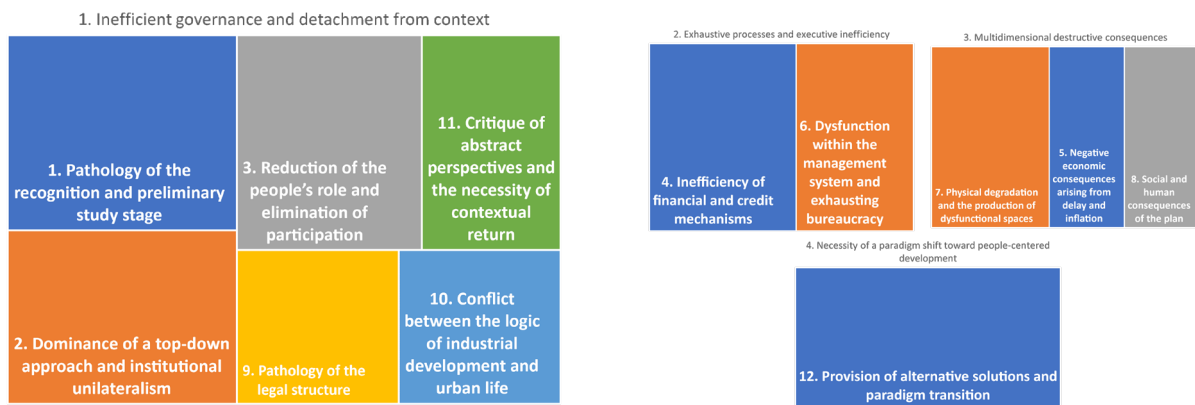 1. Inefficient governance and detachment from context
1. Pathology of the
recognition and preliminary
study stage
2. Dominance of a top-down
approach and institutional
unilateralism
3. Reduction of the
people’s role and
elimination of
participation
11. Critique of
abstract
perspectives and
the necessity of
contextual
return
9. Pathology of the
legal structure
10. Conflict
between the logic
of industrial
development and
urban life
2. Exhaustive processes and executive inefficiency
4. Inefficiency of
financial and credit
mechanisms
6. Dysfunction
within the
management
system and
exhausting
bureaucracy
3. Multidimensional destructive consequences
7. Physical degradation
and the production of
dysfunctional spaces
5. Negative
economic
consequences
arising from
delay and
inflation
8. Social and
human
consequences
of the plan
4. Necessity of a paradigm shift toward people-centered
development
12. Provision of alternative solutions and
paradigm transition